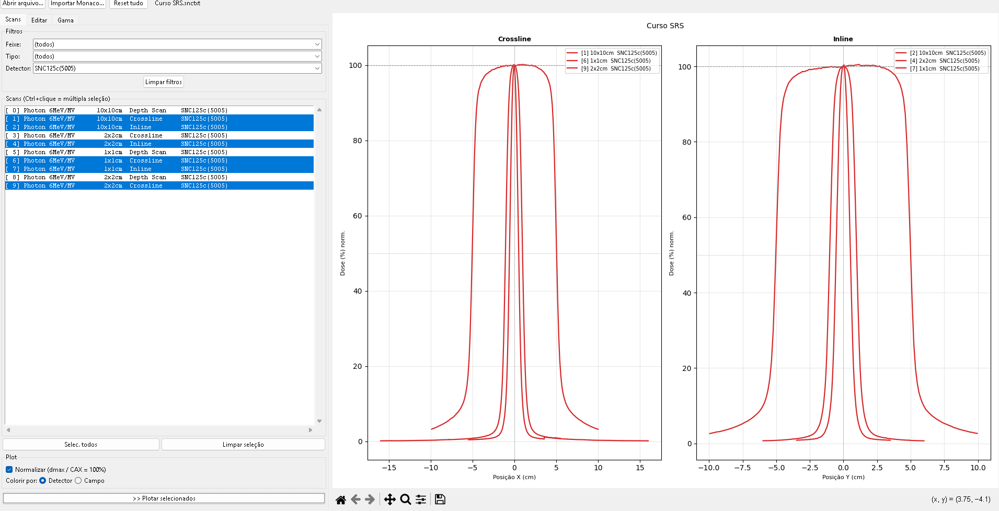 Abrir arquivo... Importar Monaco... Reset tudo Curso SRS.snctxt
Scans Editar Gama
Filtros
Feixe: (todos)
Tipo: (todos)
Detector: SNC125c(5005)
Limpar filtros
Scans (Ctrl+clique = múltipla seleção)
[ 0] Photon 6MeV/MV 10x10cm Depth Scan SNC125c(5005)
[ 1] Photon 6MeV/MV 10x10cm Crossline SNC125c(5005)
[ 2] Photon 6MeV/MV 10x10cm Inline SNC125c(5005)
[ 3] Photon 6MeV/MV 2x2cm Crossline SNC125c(5005)
[ 4] Photon 6MeV/MV 2x2cm Inline SNC125c(5005)
[ 5] Photon 6MeV/MV 1x1cm Depth Scan SNC125c(5005)
[ 6] Photon 6MeV/MV 1x1cm Crossline SNC125c(5005)
[ 7] Photon 6MeV/MV 1x1cm Inline SNC125c(5005)
[ 8] Photon 6MeV/MV 2x2cm Depth Scan SNC125c(5005)
[ 9] Photon 6MeV/MV 2x2cm Crossline SNC125c(5005)
Selec. todos Limpar seleção
Plot
Normalizar (dmax / CAX = 100%)
Colorir por: Detector Campo
>> Plotar selecionados
Curso SRS
Crossline
[1] 10x10cm SNC125c(5005)
[6] 1x1cm SNC125c(5005)
[9] 2x2cm SNC125c(5005)
100
80
60
40
20
0
Dose (%) norm.
−15 −10 −5 0 5 10 15
Posição X (cm)
Inline
[2] 10x10cm SNC125c(5005)
[4] 2x2cm SNC125c(5005)
[7] 1x1cm SNC125c(5005)
100
80
60
40
20
0
Dose (%) norm.
−10.0 −7.5 −5.0 −2.5 0.0 2.5 5.0 7.5 10.0
Posição Y (cm)
(x, y) = (3.75, −4.1)